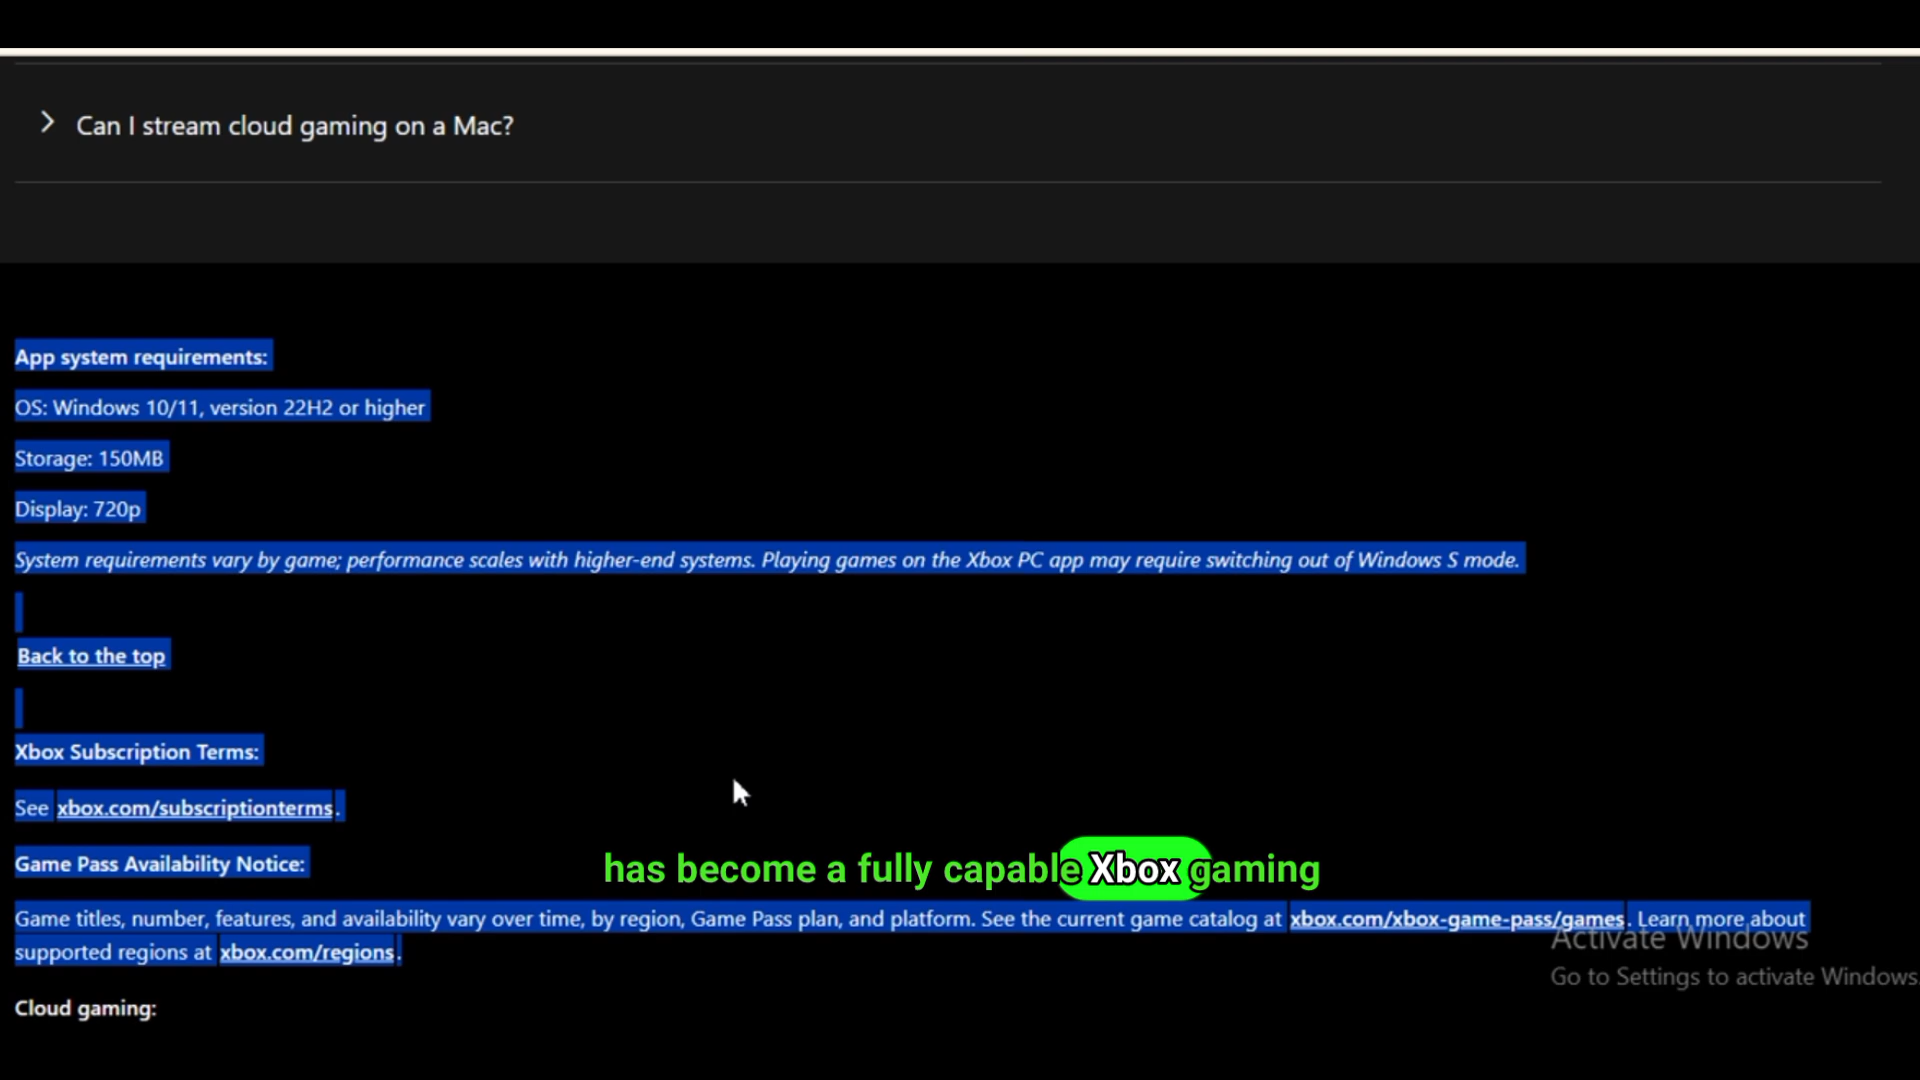 Can I stream cloud gaming on a Mac?
App system requirements:
OS: Windows 10/11, version 22H2 or higher
Storage: 150MB
Display: 720p
System requirements vary by game; performance scales with higher-end systems. Playing games on the Xbox PC app may require switching out of Windows S mode.
Back to the top
Xbox Subscription Terms:
See xbox.com/subscriptionterms.
has become a fully capable Xbox gaming
Game Pass Availability Notice:
Game titles, number, features, and availability vary over time, by region, Game Pass plan, and platform. See the current game catalog at xbox.com/xbox-game-pass/games. Learn more about
supported regions at xbox.com/regions.
Activate Windows
Go to Settings to activate Windows.
Cloud gaming: